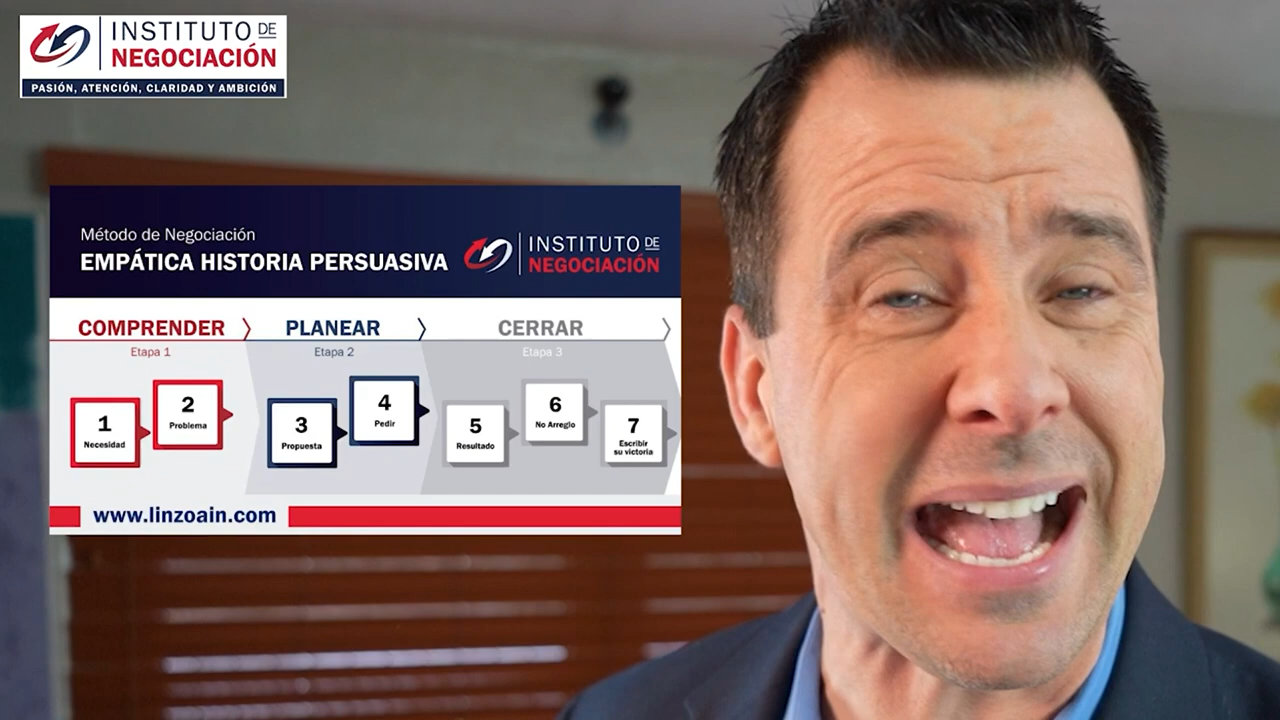 INSTITUTO DE
NEGOCIACIÓN
PASIÓN, ATENCIÓN, CLARIDAD Y AMBICIÓN
Método de Negociación
EMPÁTICA HISTORIA PERSUASIVA
INSTITUTO DE
NEGOCIACIÓN
COMPRENDER
PLANEAR
CERRAR
Etapa 1
Etapa 2
Etapa 3
1
Necesidad
2
Problema
3
Propuesta
4
Pedir
5
Resultado
6
No Arreglo
7
Escribir
su victoria
www.linzoain.com